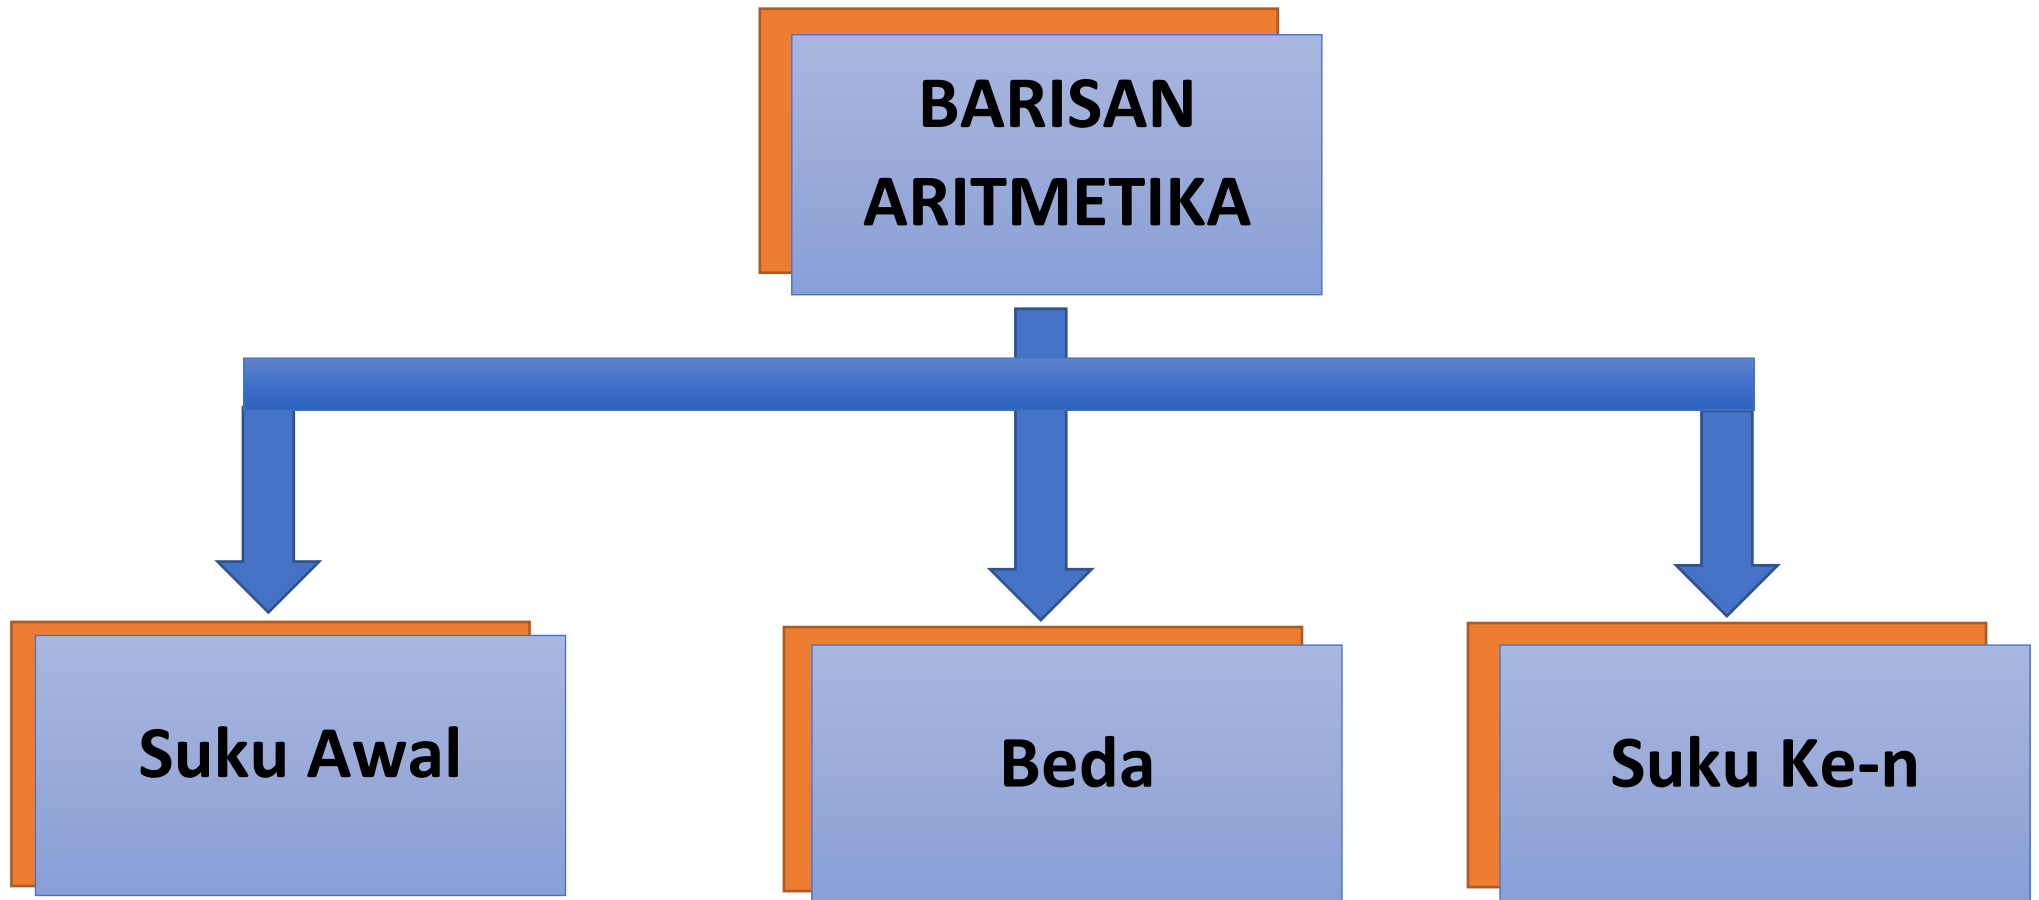 BARISAN
ARITMETIKA
Suku Awal
Beda
Suku Ke-n